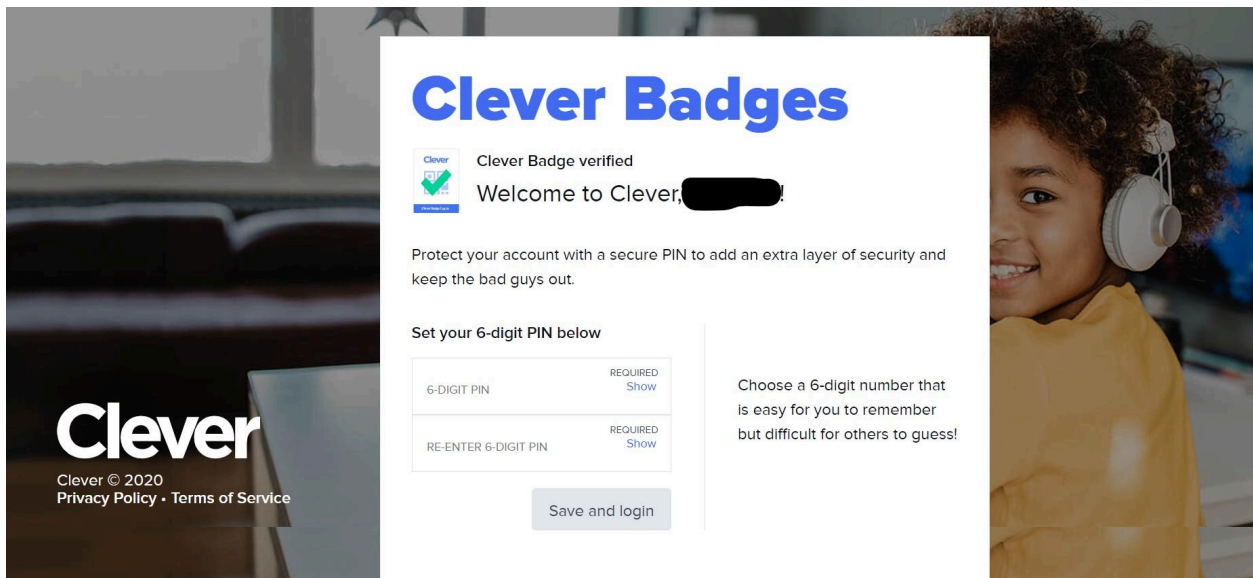 Clever Badges
Clever
Clever Badge verified
Welcome to Clever, !
Protect your account with a secure PIN to add an extra layer of security and
keep the bad guys out.
Set your 6-digit PIN below
6-DIGIT PIN
REQUIRED
Show
RE-ENTER 6-DIGIT PIN
REQUIRED
Show
Save and login
Choose a 6-digit number that
is easy for you to remember
but difficult for others to guess!
Clever
Clever © 2020
Privacy Policy • Terms of Service